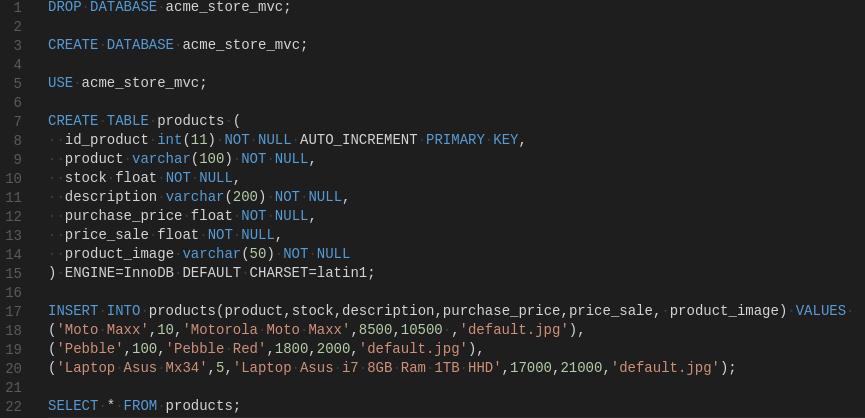 1 DROP DATABASE acme_store_mvc;
2
3 CREATE DATABASE acme_store_mvc;
4
5 USE acme_store_mvc;
6
7 CREATE TABLE products (
8   id_product int(11) NOT NULL AUTO_INCREMENT PRIMARY KEY,
9   product varchar(100) NOT NULL,
10   stock float NOT NULL,
11   description varchar(200) NOT NULL,
12   purchase_price float NOT NULL,
13   price_sale float NOT NULL,
14   product_image varchar(50) NOT NULL
15 ) ENGINE=InnoDB DEFAULT CHARSET=latin1;
16
17 INSERT INTO products(product,stock,description,purchase_price,price_sale, product_image) VALUES
18 ('Moto Maxx',10,'Motorola Moto Maxx',8500,10500 ,'default.jpg'),
19 ('Pebble',100,'Pebble Red',1800,2000,'default.jpg'),
20 ('Laptop Asus Mx34',5,'Laptop Asus i7 8GB Ram 1TB HHD',17000,21000,'default.jpg');
21
22 SELECT * FROM products;